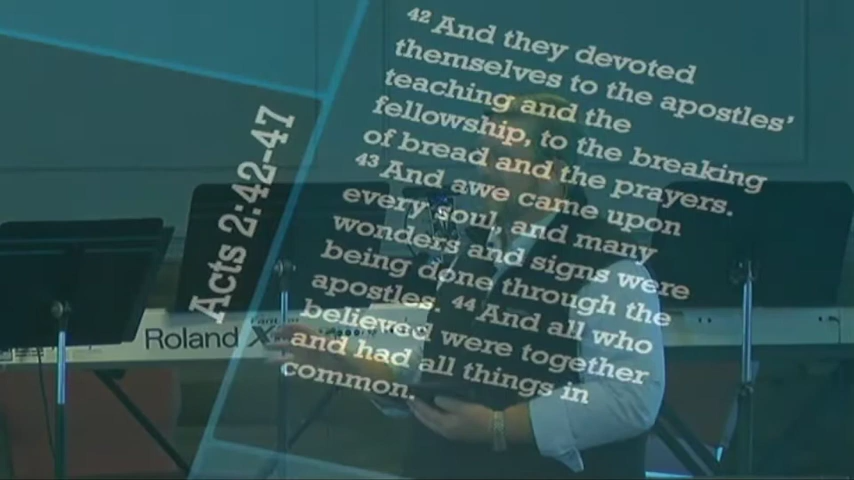 Acts 2:42-47
42 And they devoted
themselves to the apostles'
teaching and the
fellowship, to the breaking
of bread and the prayers.
43 And awe came upon
every soul, and many
wonders and signs were
being done through the
apostles. 44 And all who
believed were together
and had all things in
common.
Roland